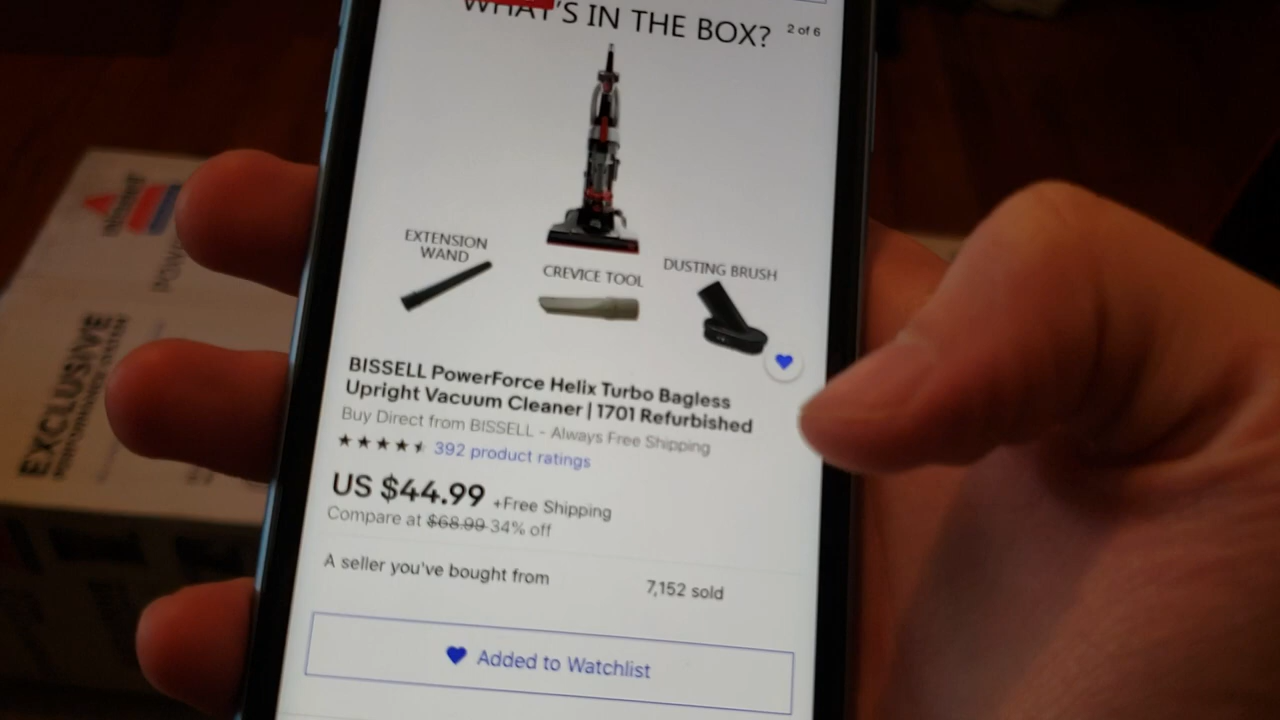 WHAT'S IN THE BOX?
2 of 6
EXTENSION
WAND
CREVICE TOOL
DUSTING BRUSH
BISSELL PowerForce Helix Turbo Bagless
Upright Vacuum Cleaner | 1701 Refurbished
Buy Direct from BISSELL - Always Free Shipping
392 product ratings
US $44.99 +Free Shipping
Compare at $68.99 34% off
A seller you've bought from
7,152 sold
Added to Watchlist
EXCLUSIVE